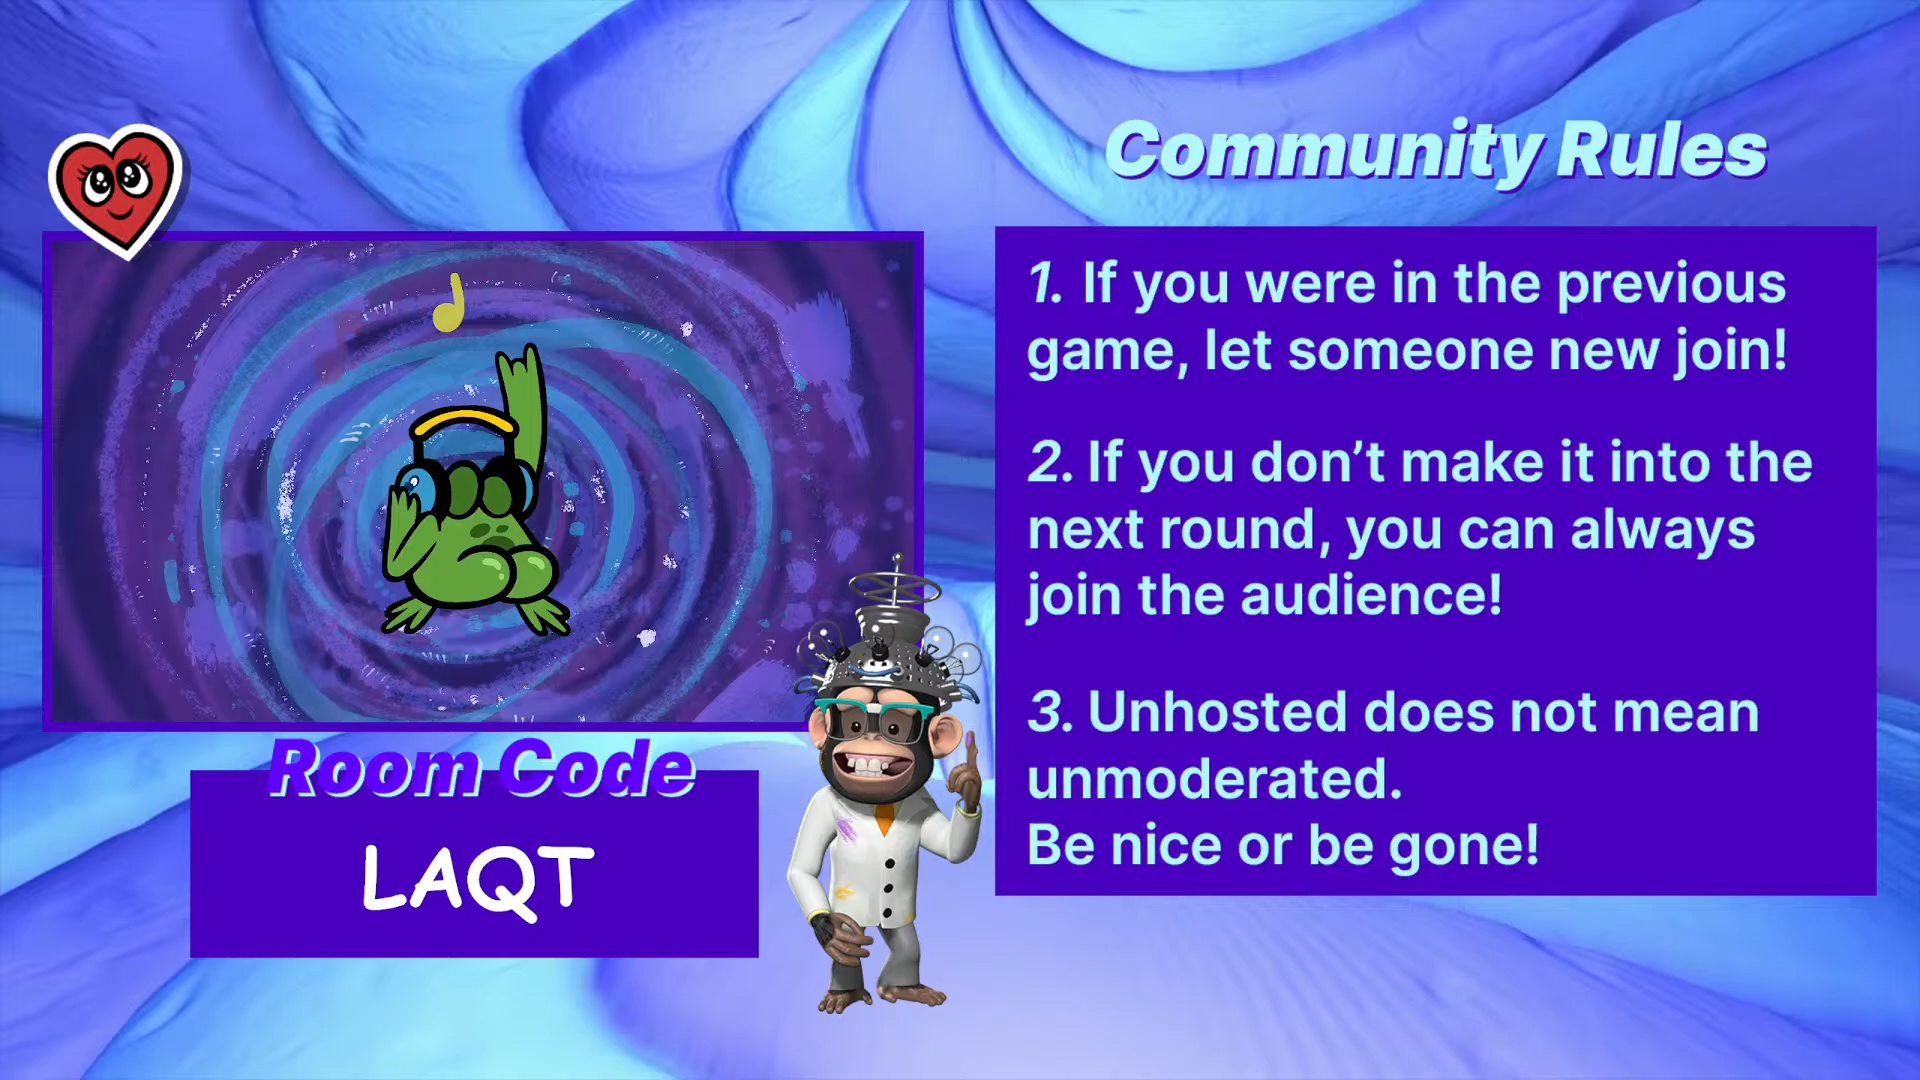 Community Rules
1. If you were in the previous
game, let someone new join!
2. If you don’t make it into the
next round, you can always
join the audience!
3. Unhosted does not mean
unmoderated.
Be nice or be gone!
Room Code
LAQT